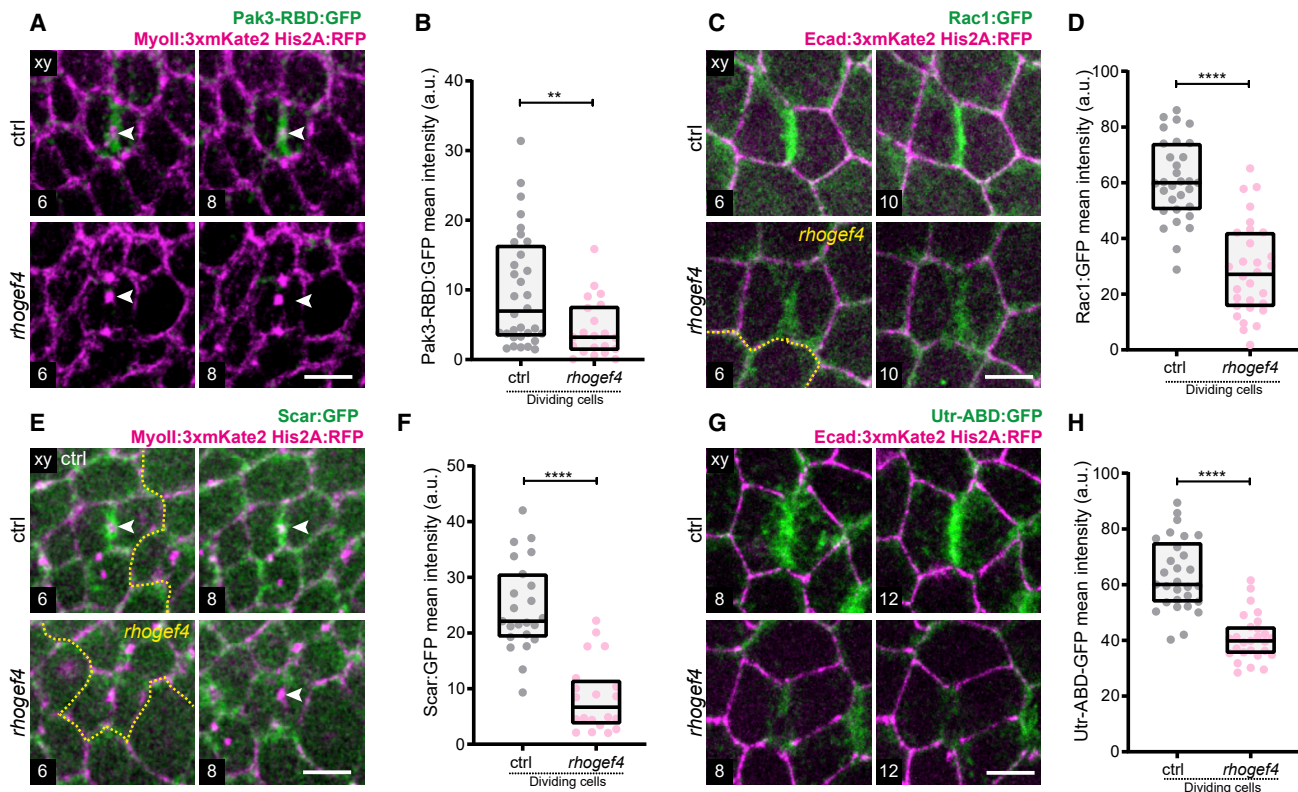 A
Pak3-RBD:GFP
MyoII:3xmKate2 His2A:RFP
xy
ctrl
6
8
rhogef4
6
8
B
Pak3-RBD:GFP mean intensity (a.u.)
40
30
20
10
0
**
ctrl
rhogef4
Dividing cells
C
Rac1:GFP
Ecad:3xmKate2 His2A:RFP
xy
ctrl
6
10
rhogef4
rhogef4
6
10
D
Rac1:GFP mean intensity (a.u.)
100
80
60
40
20
0
****
ctrl
rhogef4
Dividing cells
E
Scar:GFP
MyoII:3xmKate2 His2A:RFP
xy
ctrl
ctrl
6
8
rhogef4
rhogef4
6
8
F
Scar:GFP mean intensity (a.u.)
50
40
30
20
10
0
****
ctrl
rhogef4
Dividing cells
G
Utr-ABD:GFP
Ecad:3xmKate2 His2A:RFP
xy
ctrl
8
12
rhogef4
8
12
H
Utr-ABD-GFP mean intensity (a.u.)
100
80
60
40
20
0
****
ctrl
rhogef4
Dividing cells